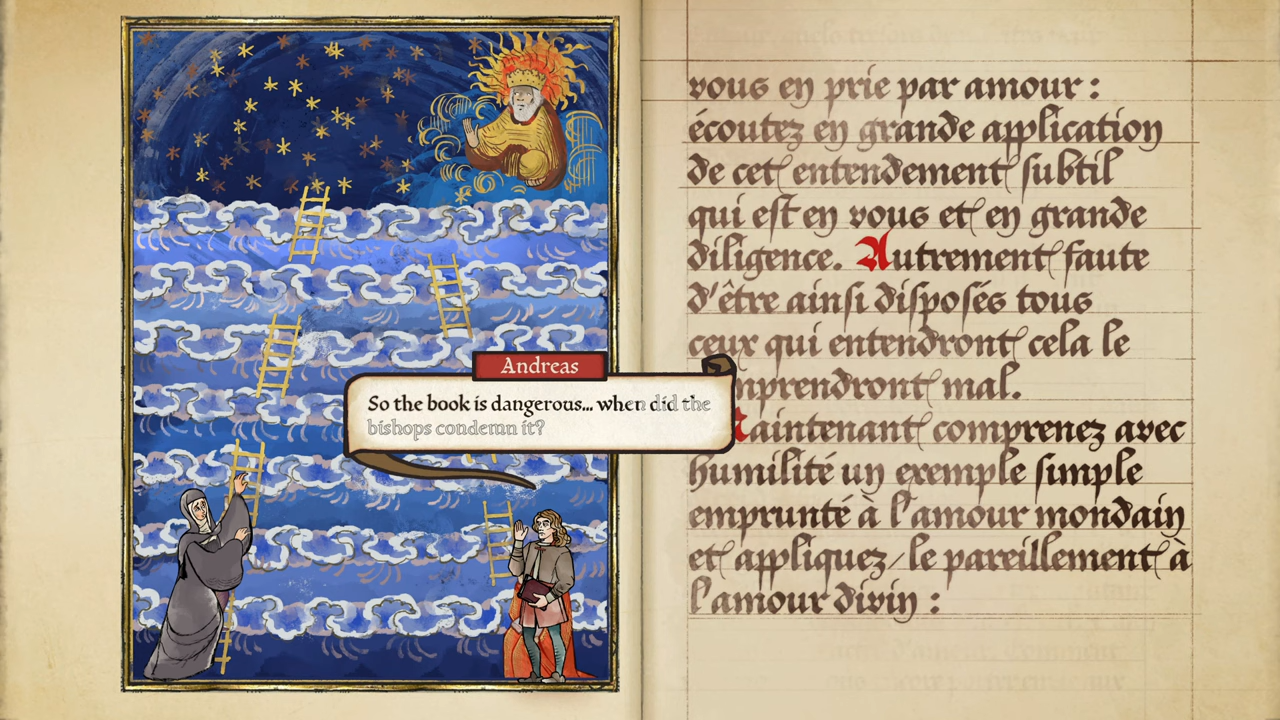 Andreas
So the book is dangerous... when did the
bishops condemn it?
vous en prie par amour :
écoutez en grande application
de cet entendement subtil
qui est en vous et en grande
diligence. Autrement faute
d'être ainsi disposés tous
ceux qui entendront cela le
mprendront mal.
aintenant comprenez avec
humilité un exemple simple
emprunté à l'amour mondain
et appliquez-le pareillement à
l'amour divin :